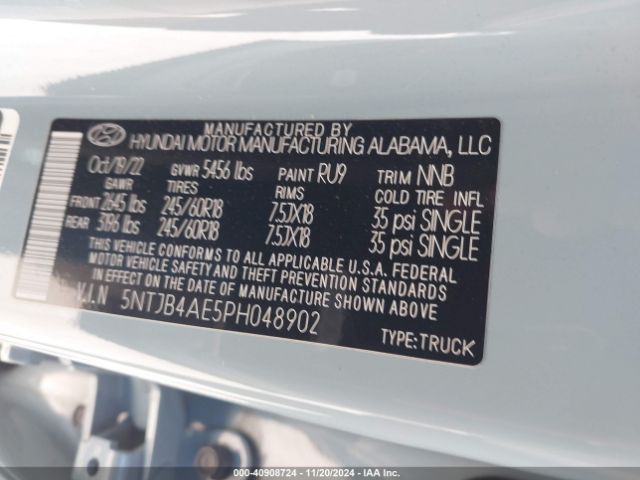 MANUFACTURED BY
HYUNDAI MOTOR MANUFACTURING ALABAMA, LLC
Oct/19/22 GVWR 5456 lbs PAINT RU9 TRIM NNB
GAWR TIRES RIMS COLD TIRE INFL
FRONT 2645 lbs 245/60R18 7.5JX18 35 psi SINGLE
REAR 3196 lbs 245/60R18 7.5JX18 35 psi SINGLE
THIS VEHICLE CONFORMS TO ALL APPLICABLE U.S.A. FEDERAL
MOTOR VEHICLE SAFETY AND THEFT PREVENTION STANDARDS
IN EFFECT ON THE DATE OF MANUFACTURE SHOWN ABOVE.
V.I.N 5NTJB4AE5PH048902
TYPE:TRUCK
000-40908724 — 11/20/2024 — IAA Inc.